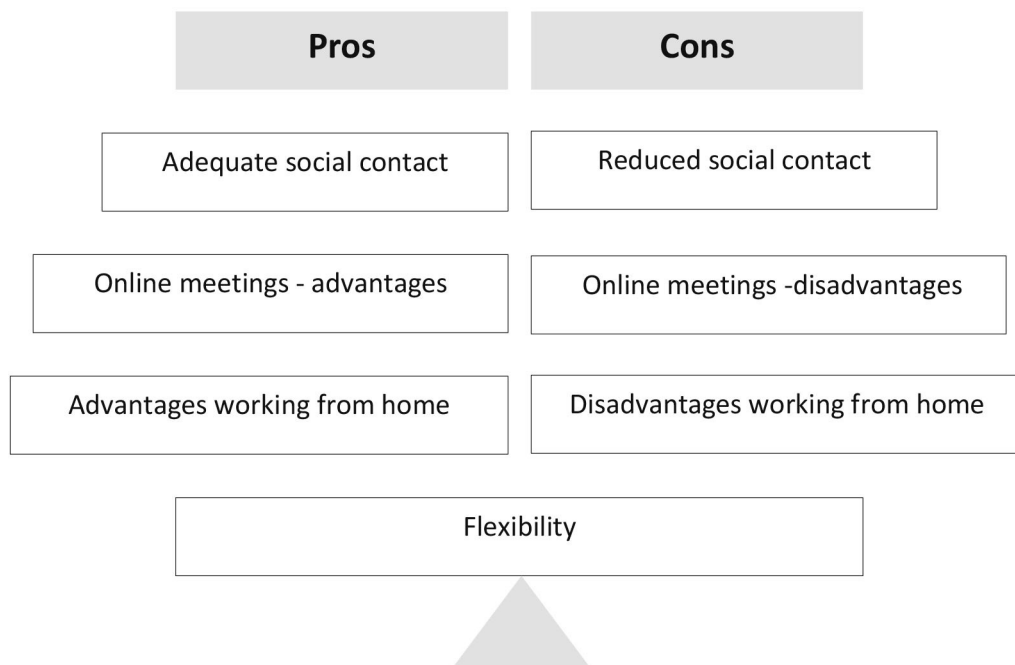 Pros
Cons
Adequate social contact
Reduced social contact
Online meetings - advantages
Online meetings -disadvantages
Advantages working from home
Disadvantages working from home
Flexibility